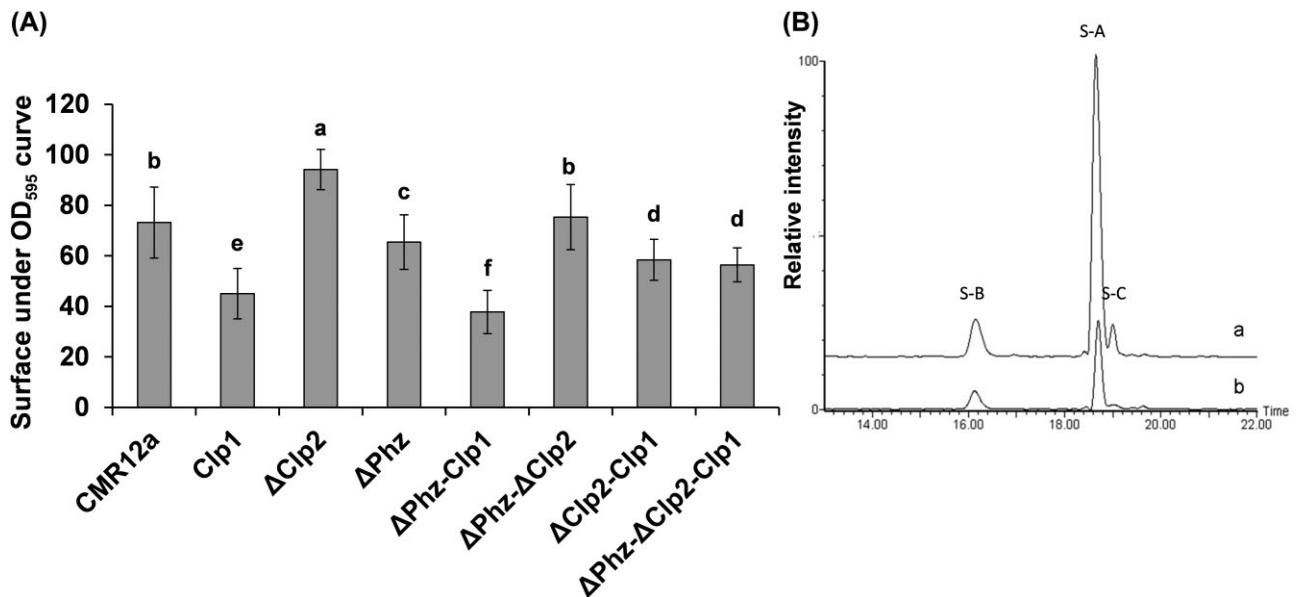 (A)
Surface under OD595 curve
120
100
80
60
40
20
0
b
e
a
c
f
b
d
d
CMR12a
Clp1
ΔClp2
ΔPhz
ΔPhz-Clp1
ΔPhz-ΔClp2
ΔClp2-Clp1
ΔPhz-ΔClp2-Clp1
(B)
Relative intensity
100
0
S-A
S-B
S-C
a
b
14.00
16.00
18.00
20.00
22.00
Time